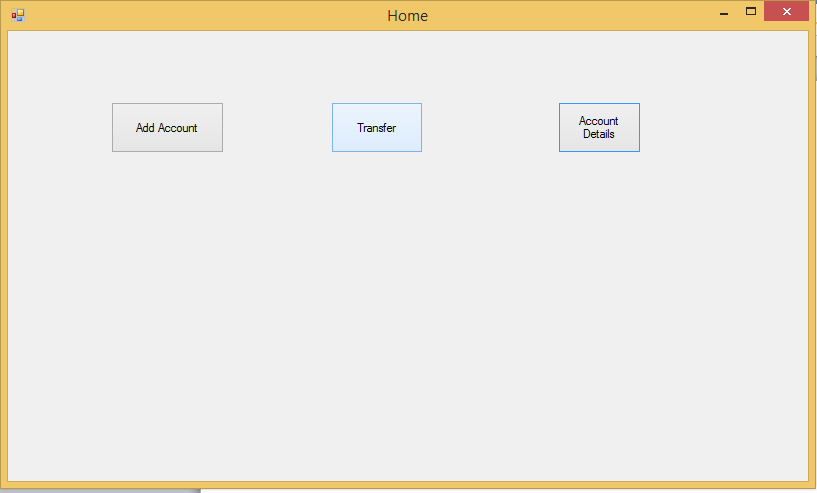 Home
Add Account
Transfer
Account
Details